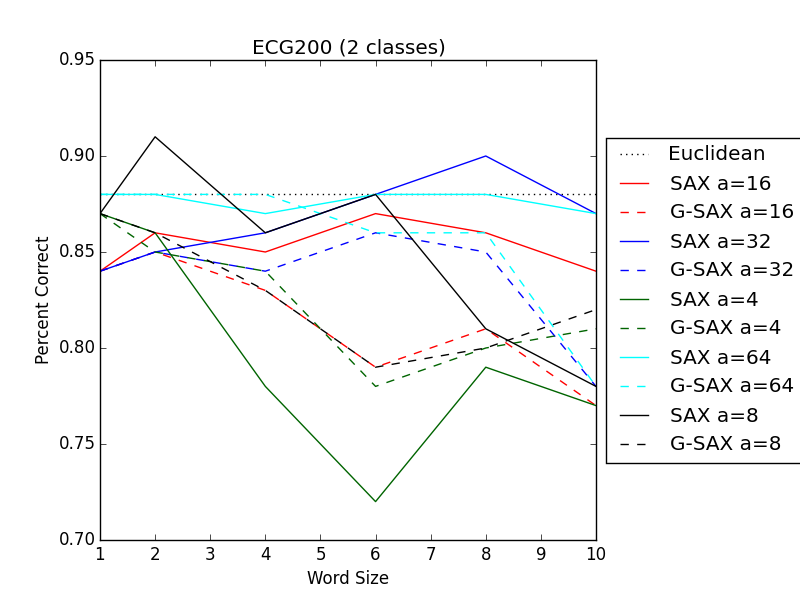 ECG200 (2 classes)
0.95
0.90
0.85
0.80
0.75
0.70
Percent Correct
1 2 3 4 5 6 7 8 9 10
Word Size
Euclidean
SAX a=16
G-SAX a=16
SAX a=32
G-SAX a=32
SAX a=4
G-SAX a=4
SAX a=64
G-SAX a=64
SAX a=8
G-SAX a=8